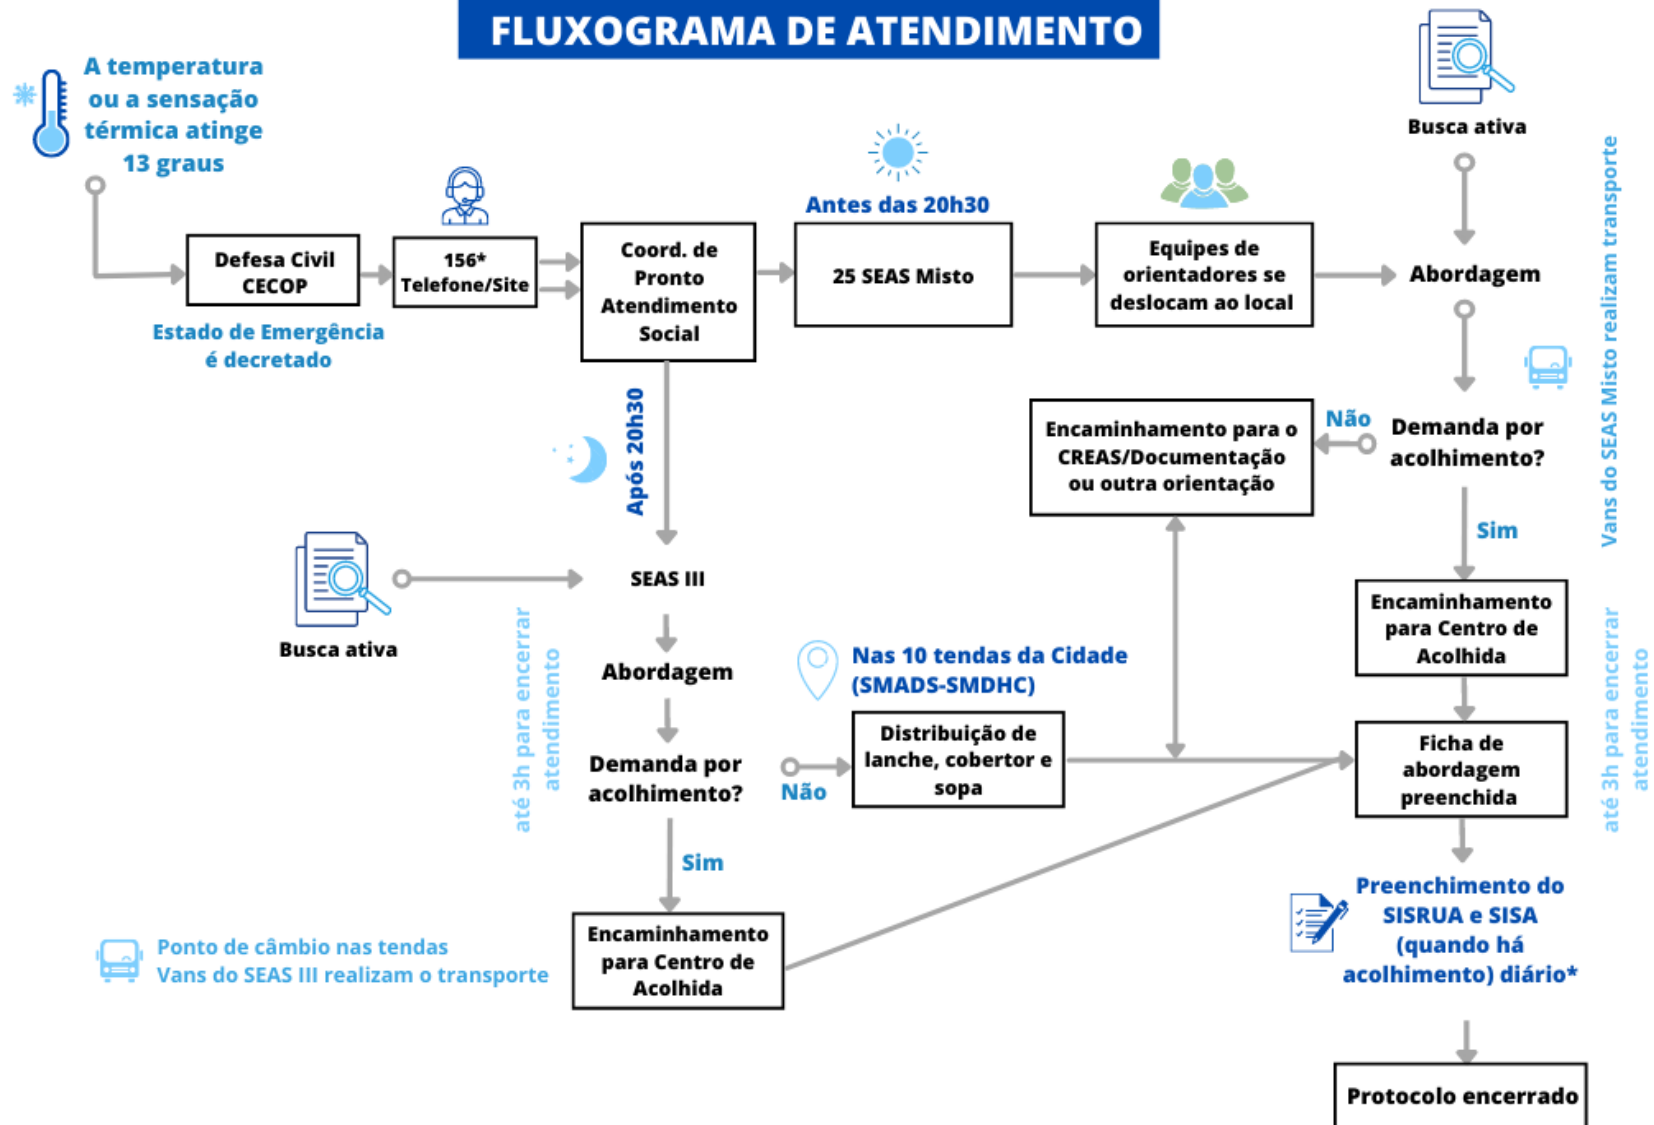 FLUXOGRAMA DE ATENDIMENTO
A temperatura
ou a sensação
térmica atinge
13 graus
Defesa Civil
CECOP
Estado de Emergência
é decretado
156*
Telefone/Site
Coord. de
Pronto
Atendimento
Social
Antes das 20h30
25 SEAS Misto
Equipes de
orientadores se
deslocam ao local
Busca ativa
Abordagem
Vans do SEAS Misto realizam transporte
Demanda por
acolhimento?
Não
Encaminhamento para o
CREAS/Documentação
ou outra orientação
Sim
Encaminhamento
para Centro de
Acolhida
Ficha de
abordagem
preenchida
até 3h para encerrar
atendimento
Após 20h30
Busca ativa
SEAS III
Abordagem
até 3h para encerrar
atendimento
Demanda por
acolhimento?
Não
Nas 10 tendas da Cidade
(SMADS-SMDHC)
Distribuição de
lanche, cobertor e
sopa
Sim
Encaminhamento
para Centro de
Acolhida
Ponto de câmbio nas tendas
Vans do SEAS III realizam o transporte
Preenchimento do
SISRUA e SISA
(quando há
acolhimento) diário*
Protocolo encerrado